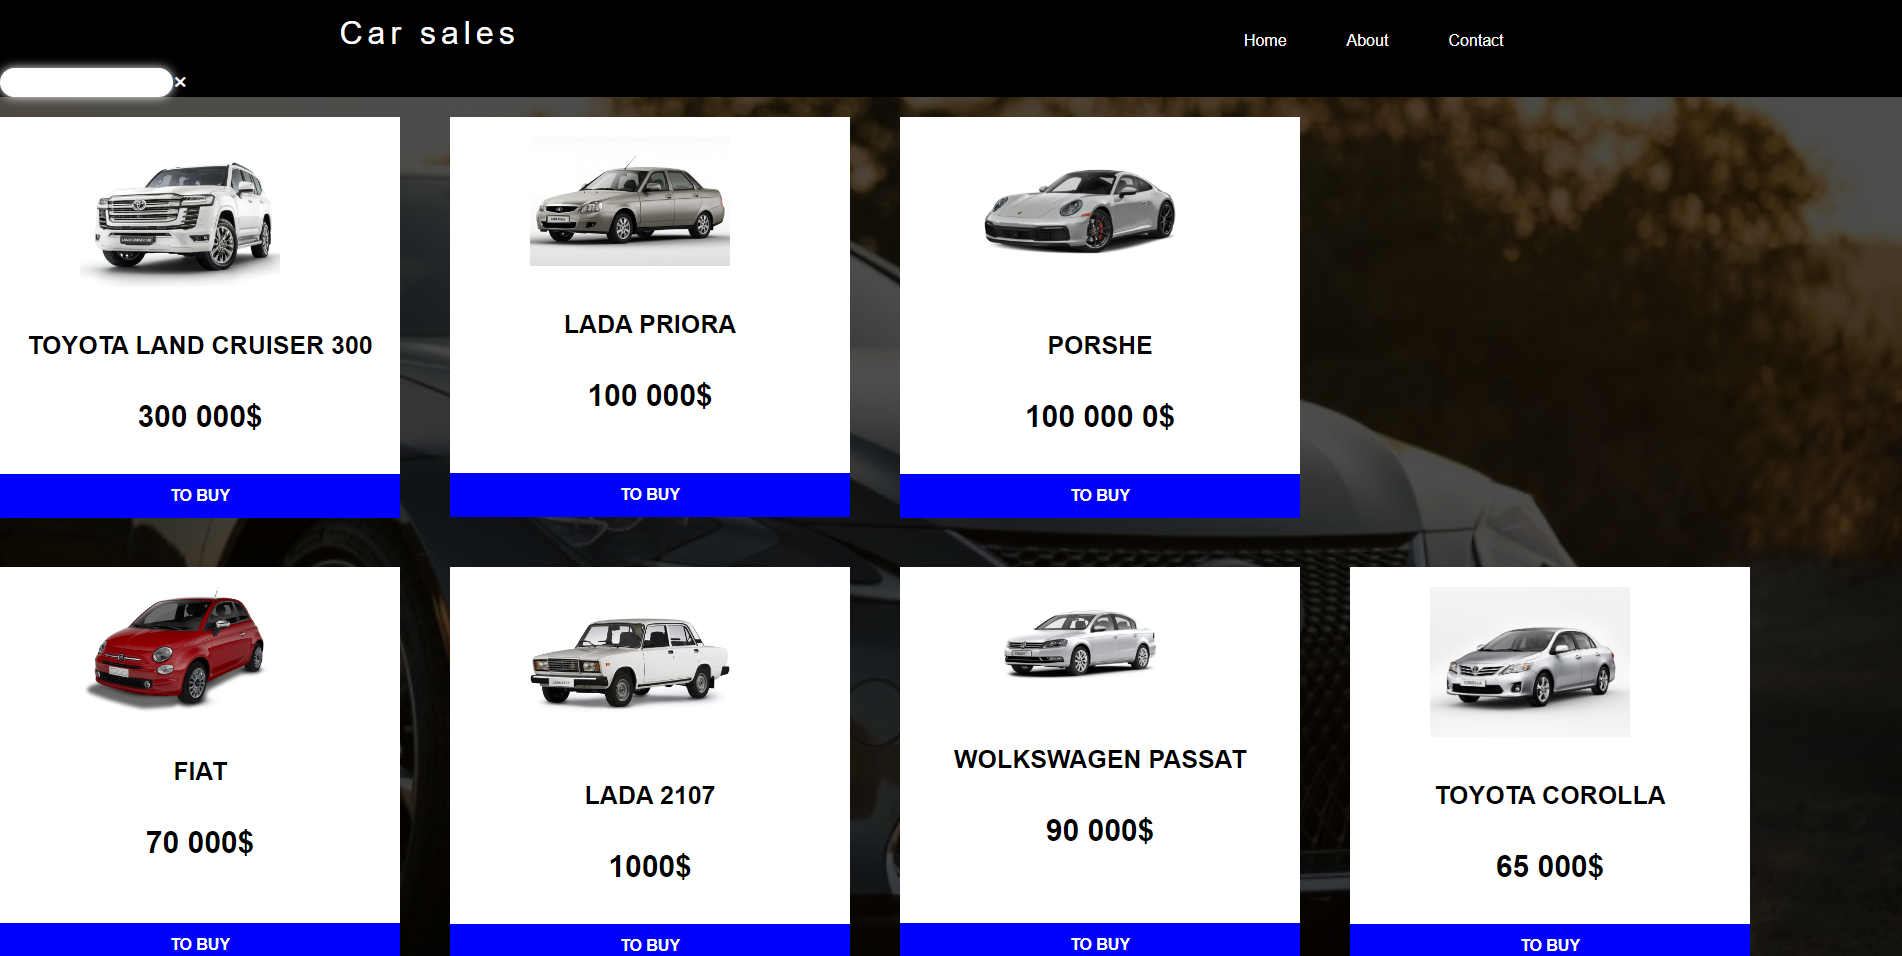 Car sales
Home
About
Contact
×
TOYOTA LAND CRUISER 300
300 000$
TO BUY
LADA PRIORA
100 000$
TO BUY
PORSHE
100 000 0$
TO BUY
FIAT
70 000$
TO BUY
LADA 2107
1000$
TO BUY
WOLKSWAGEN PASSAT
90 000$
TO BUY
TOYOTA COROLLA
65 000$
TO BUY